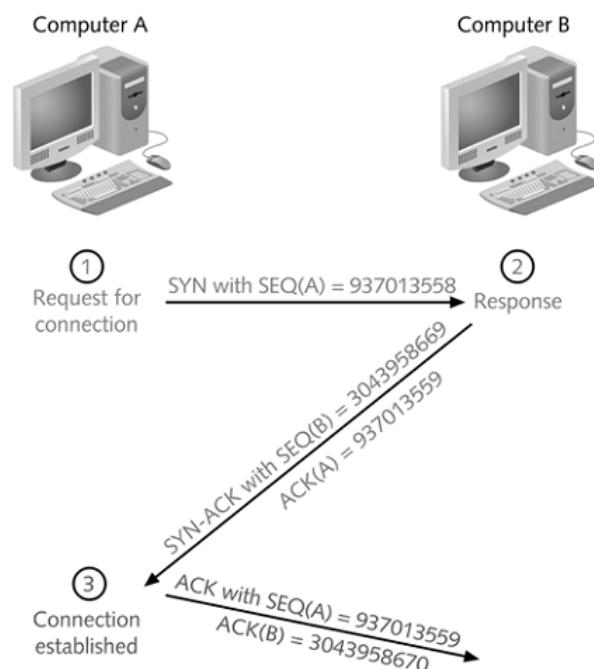 Computer A
Computer B
1
Request for
connection
SYN with SEQ(A) = 937013558
2
Response
SYN-ACK with SEQ(B) = 3043958669
ACK(A) = 937013559
3
Connection
established
ACK with SEQ(A) = 937013559
ACK(B) = 3043958670